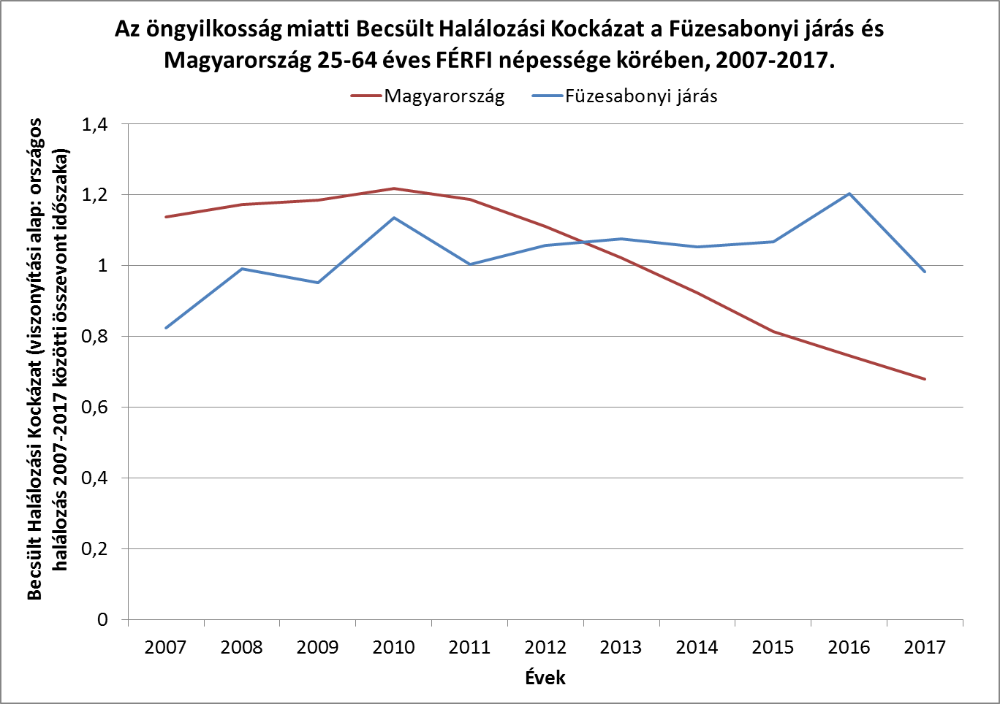 Az öngyilkosság miatti Becsült Halálozási Kockázat a Füzesabonyi járás és
Magyarország 25-64 éves FÉRFI népessége körében, 2007-2017.
Magyarország
Füzesabonyi járás
Becsült Halálozási Kockázat (viszonyítási alap: országos
halálozás 2007-2017 közötti összevont időszaka)
1,4
1,2
1
0,8
0,6
0,4
0,2
0
2007 2008 2009 2010 2011 2012 2013 2014 2015 2016 2017
Évek